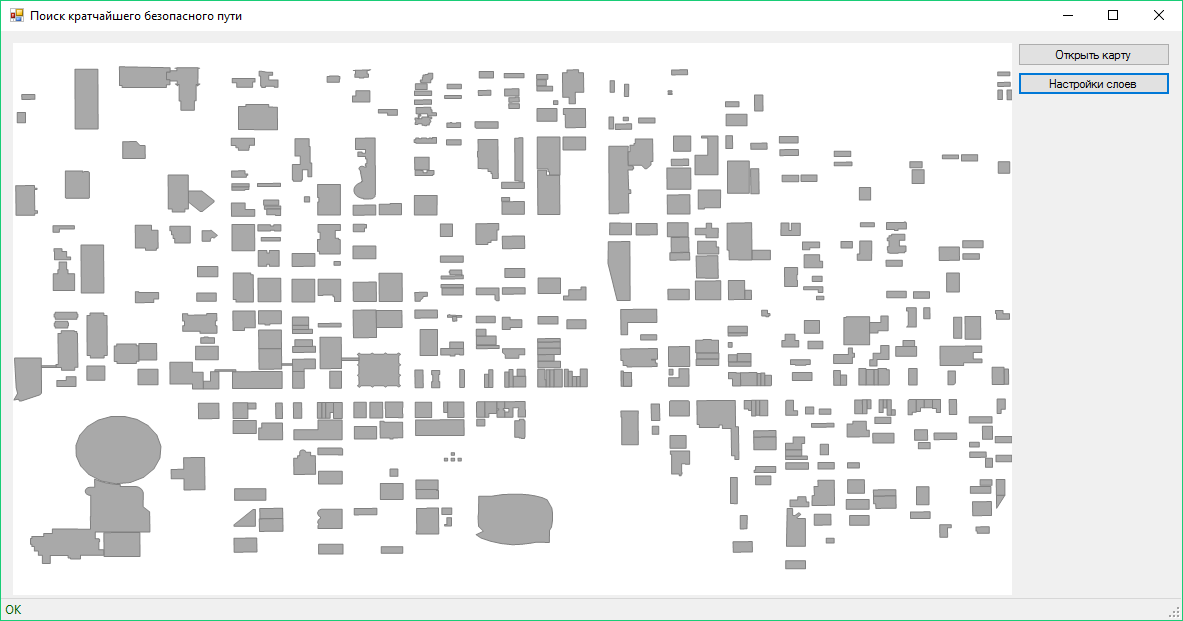 Поиск кратчайшего безопасного пути
Открыть карту
Настройки слоев
OK